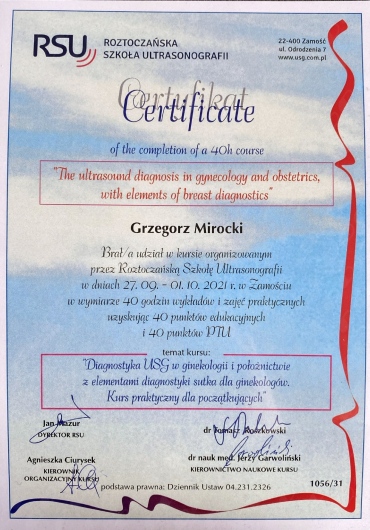 RSU
ROZTOCZAŃSKA
SZKOŁA ULTRASONOGRAFII
22-400 Zamość
ul. Odrodzenia 7
www.usg.com.pl
Certyfikat
Certificate
of the completion of a 40h course
"The ultrasound diagnosis in gynecology and obstetrics,
with elements of breast diagnostics"
Grzegorz Mirocki
Brał/a udział w kursie organizowanym
przez Roztoczańską Szkołę Ultrasonografii
w dniach 27. 09. - 01. 10. 2021 r. w Zamościu
w wymiarze 40 godzin wykładów i zajęć praktycznych
uzyskując 40 punktów edukacyjnych
i 40 punktów PTU
temat kursu:
"Diagnostyka USG w ginekologii i położnictwie
z elementami diagnostyki sutka dla ginekologów.
Kurs praktyczny dla początkujących"
Jan Mazur
DYREKTOR RSU
dr Tomasz
Agnieszka Ciurysek
KIEROWNIK
ORGANIZACYJNY KURSU
dr nauk med. Jerzy Garwoliński
KIEROWNICTWO NAUKOWE KURSU
podstawa prawna: Dziennik Ustaw 04.231.2326
1056/31